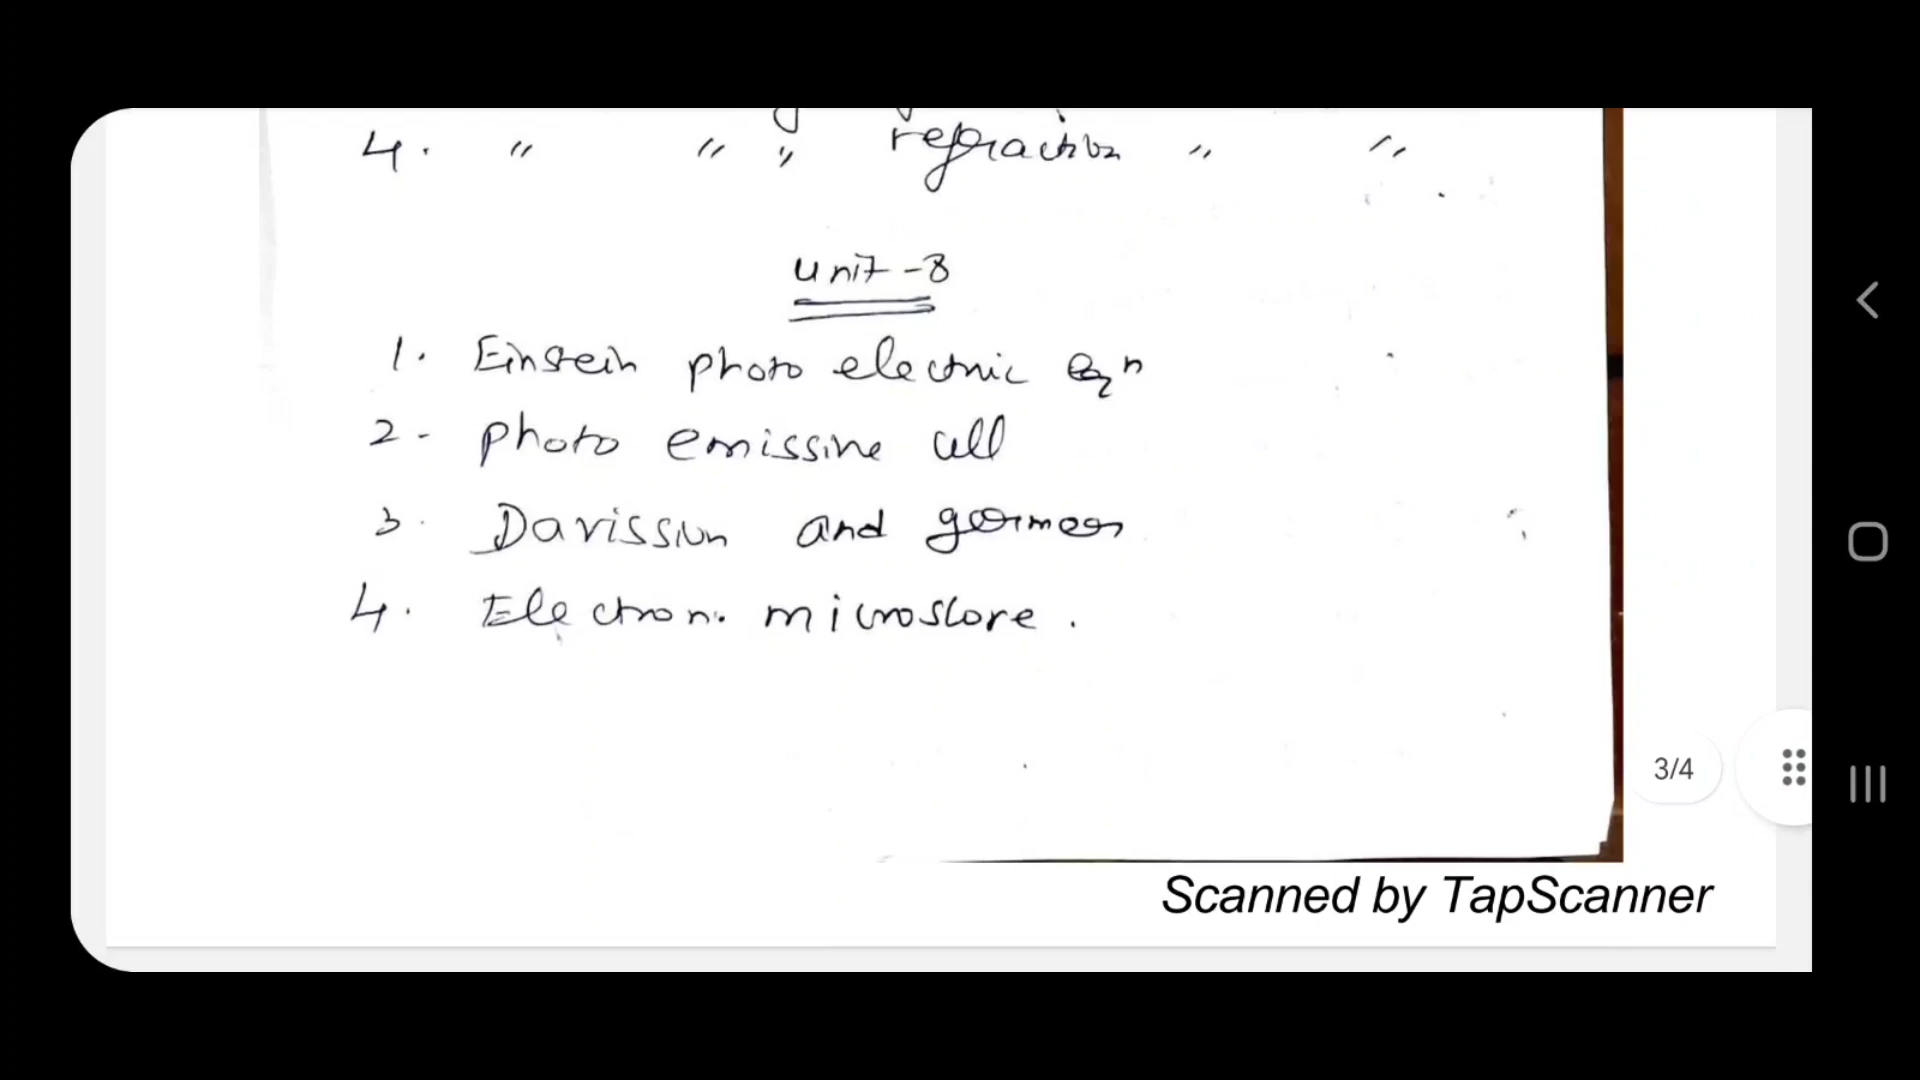 4. " " " refraction " "
unit - 8
1. Einstein photo electric eqn
2 - photo emissive cell
3. Davission and germer
4. Electron. microscope.
3/4
Scanned by TapScanner